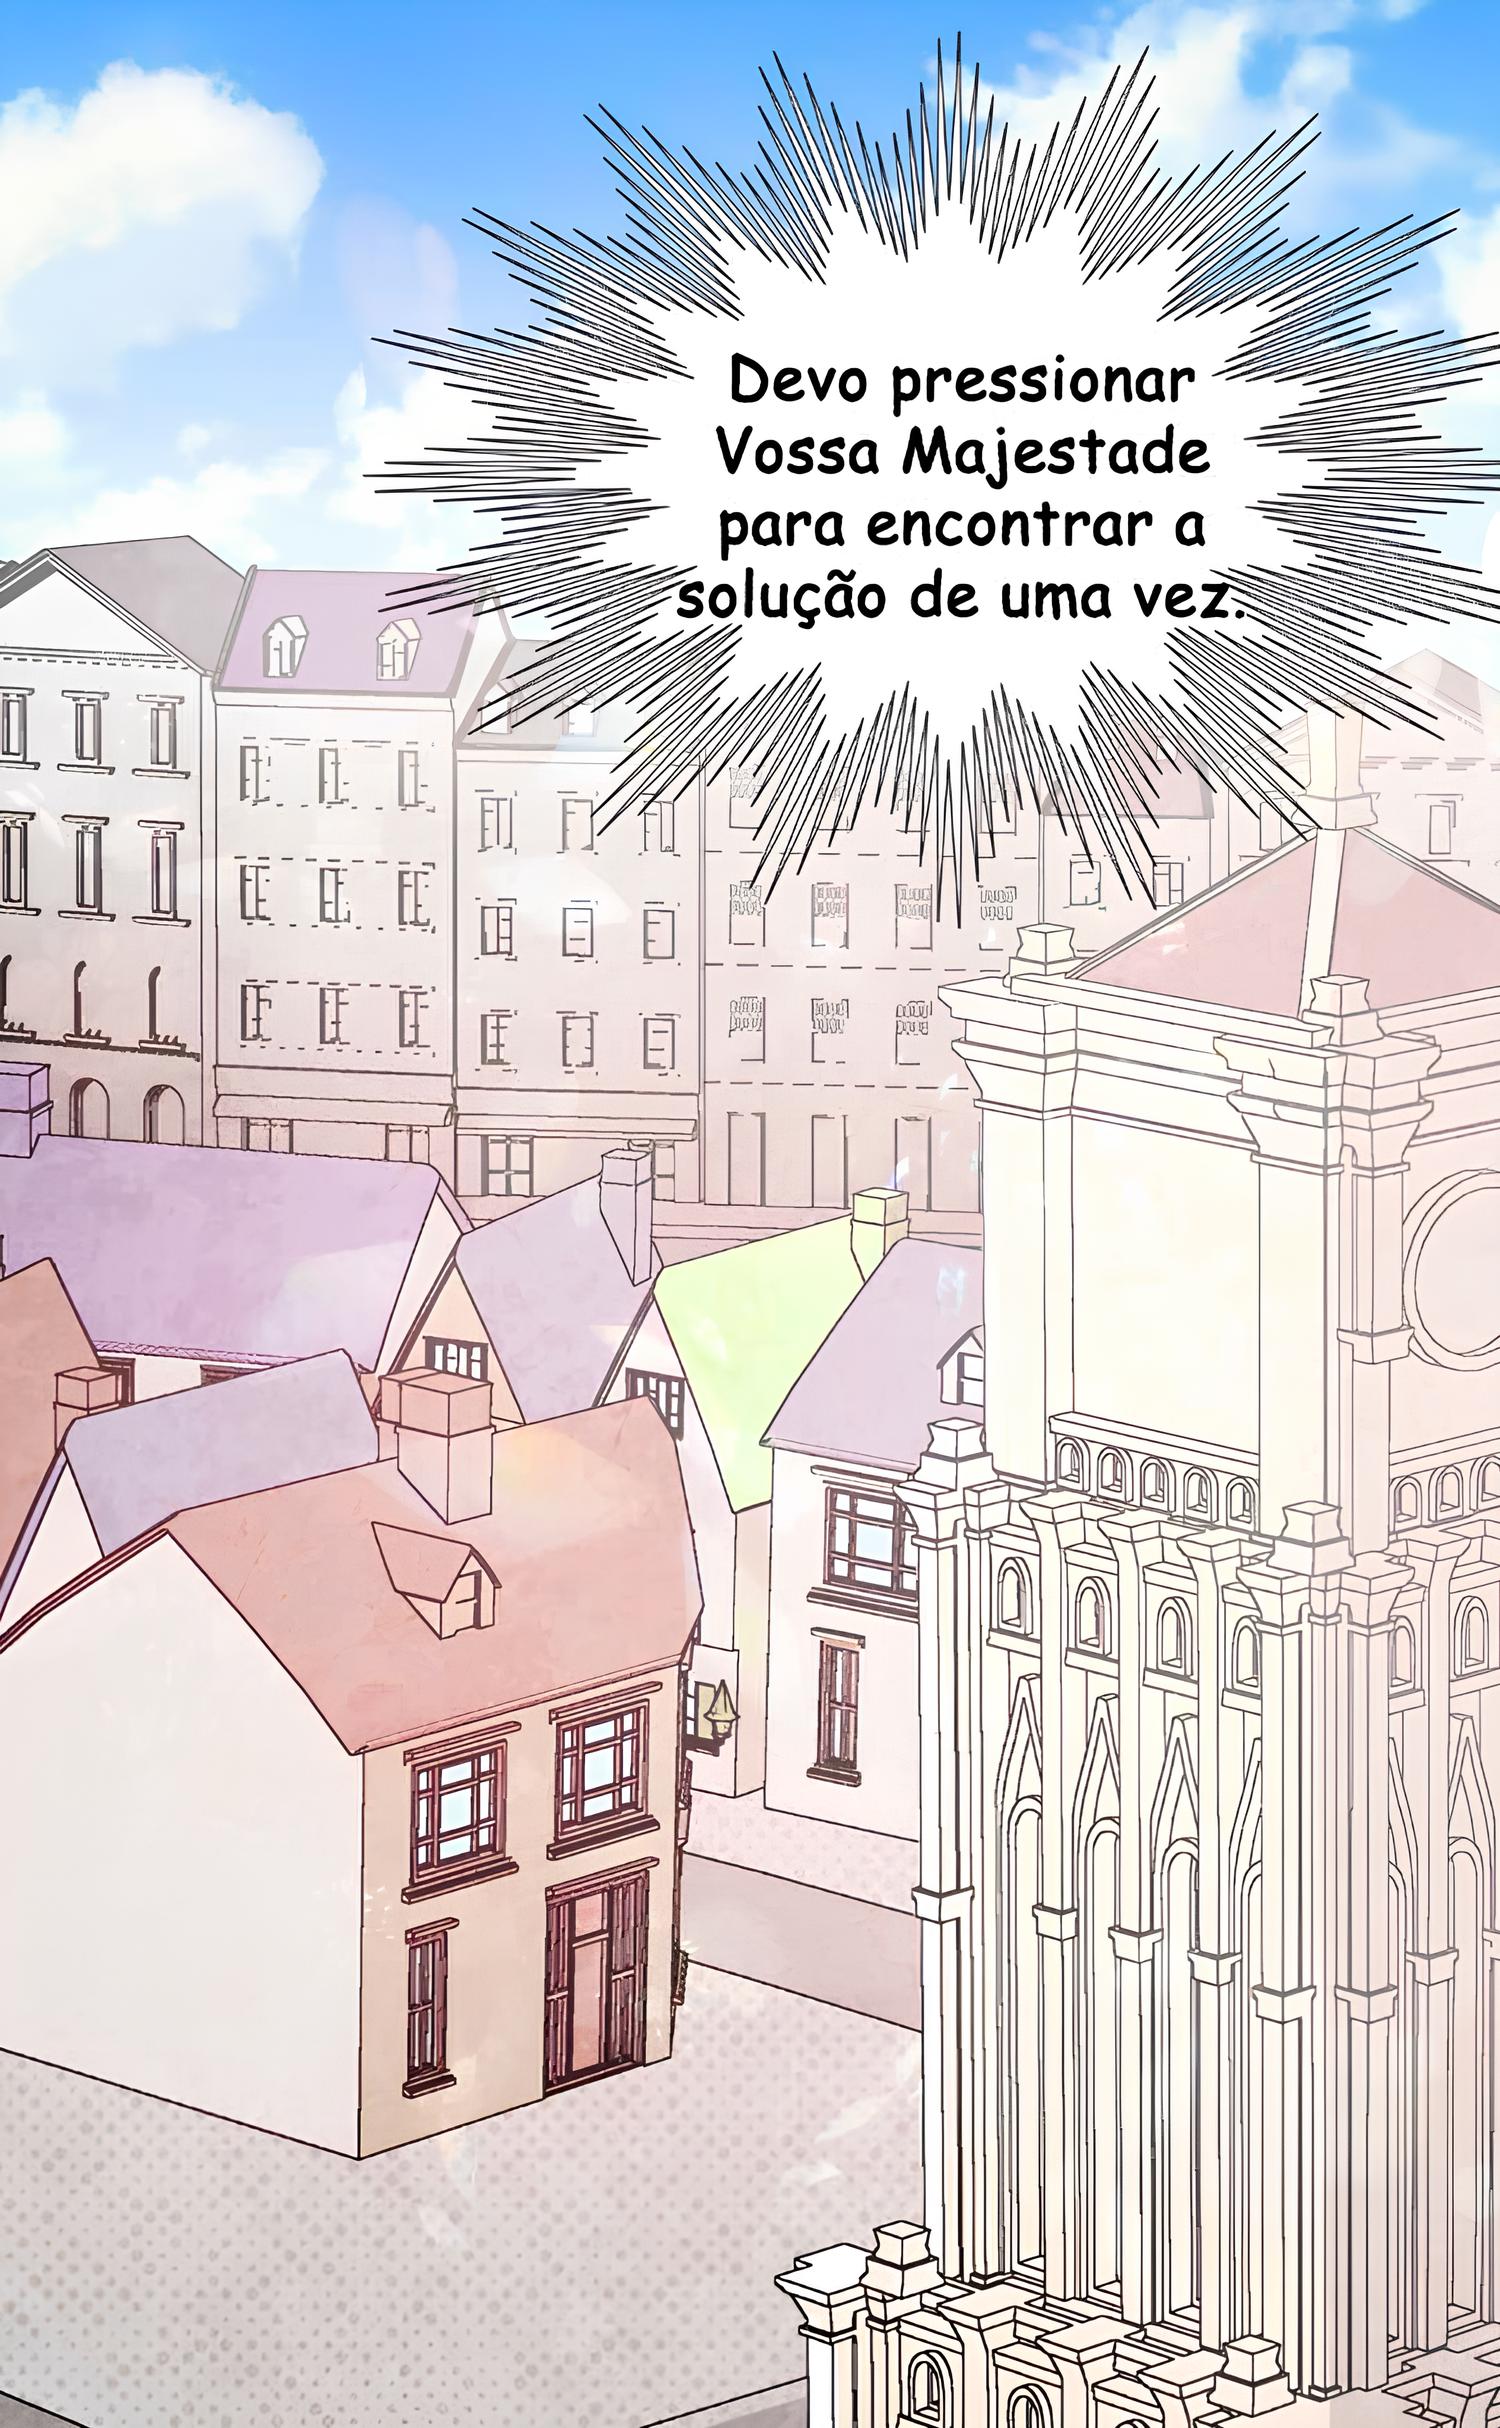 Devo pressionar
Vossa Majestade
para encontrar a
solução de uma vez.